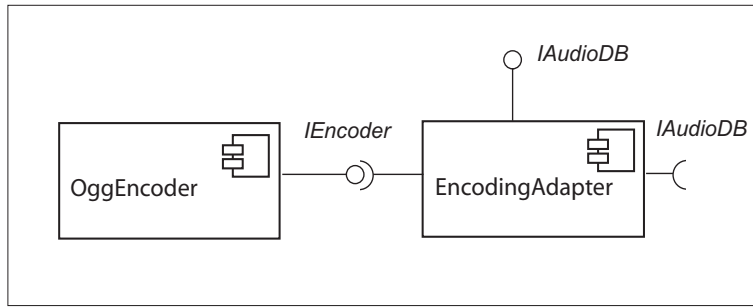 IAudioDB
IEncoder
IAudioDB
OggEncoder
EncodingAdapter